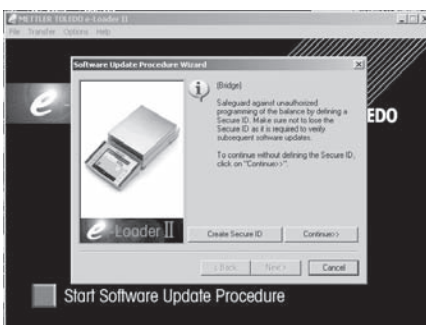 METTLER TOLEDO e-Loader II
File Transfer Options Help
Software Update Procedure Wizard
(Bridge)
Safeguard against unauthorized
programming of the balance by defining a
Secure ID. Make sure not to lose the
Secure ID as it is required to verify
subsequent software updates.
To continue without defining the Secure ID,
click on "Continue>>".
e
EDO
e-Loader II
Create Secure ID
Continue>>
< Back
Next >
Cancel
Start Software Update Procedure